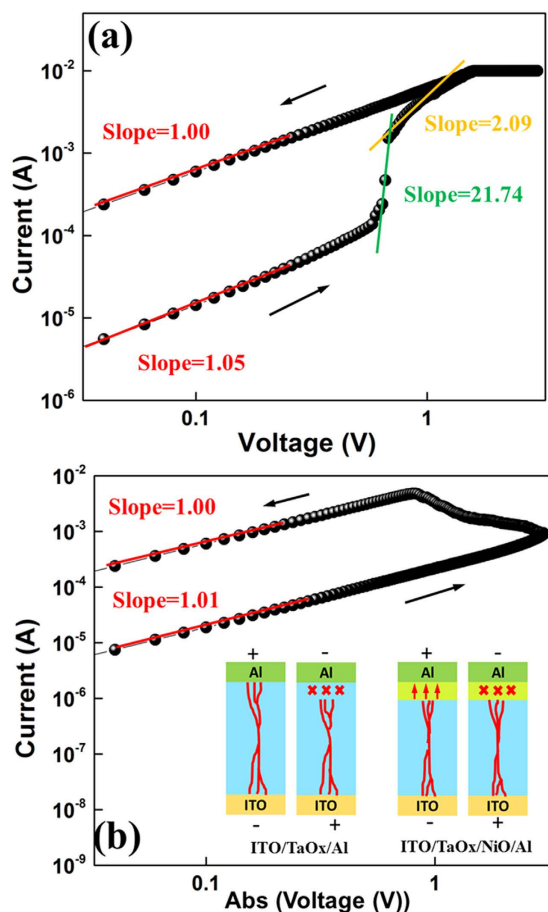 (a)
10⁻²
10⁻³
10⁻⁴
10⁻⁵
10⁻⁶
Current (A)
Slope=1.00
Slope=2.09
Slope=21.74
Slope=1.05
0.1
1
Voltage (V)
10⁻²
10⁻³
10⁻⁴
10⁻⁵
10⁻⁶
10⁻⁷
10⁻⁸
10⁻⁹
Current (A)
Slope=1.00
Slope=1.01
+ - + -
Al Al Al Al
ITO ITO ITO ITO
- + - +
(b)
ITO/TaOx/Al ITO/TaOx/NiO/Al
0.1
1
Abs (Voltage (V))